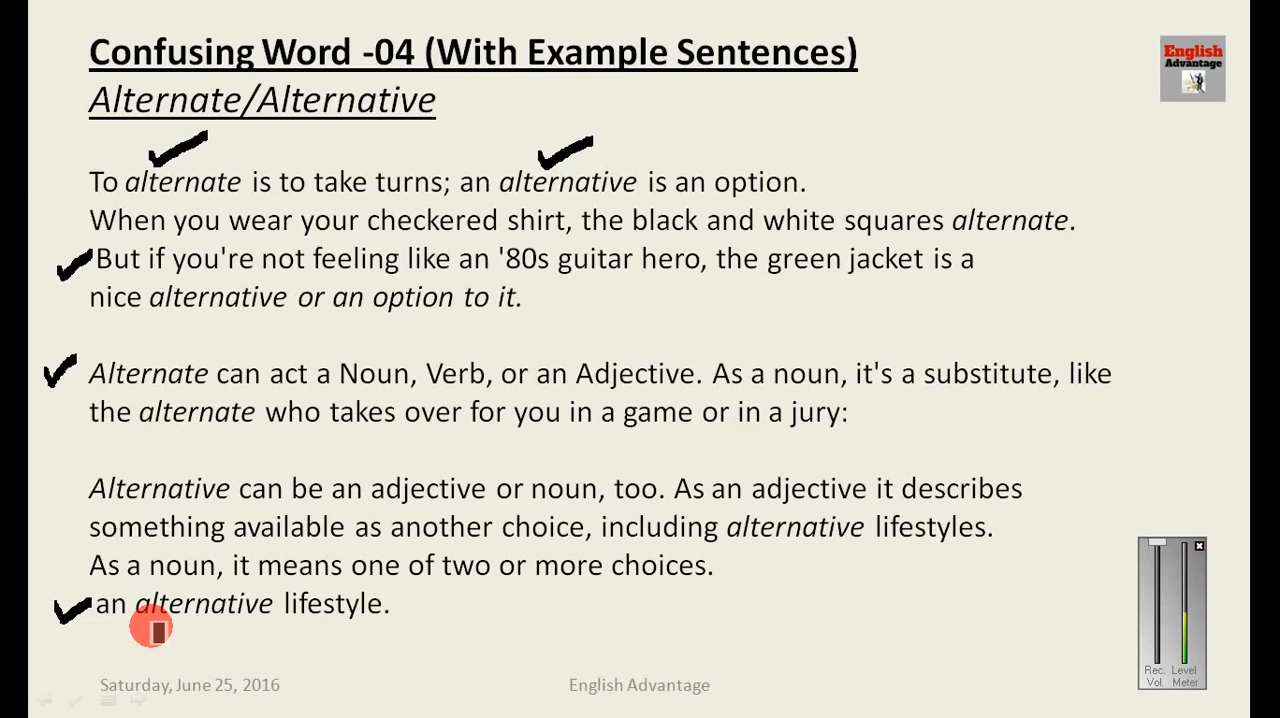 Confusing Word -04 (With Example Sentences)
Alternate/Alternative
English
Advantage
To alternate is to take turns; an alternative is an option.
When you wear your checkered shirt, the black and white squares alternate.
But if you're not feeling like an '80s guitar hero, the green jacket is a
nice alternative or an option to it.
Alternate can act a Noun, Verb, or an Adjective. As a noun, it's a substitute, like
the alternate who takes over for you in a game or in a jury:
Alternative can be an adjective or noun, too. As an adjective it describes
something available as another choice, including alternative lifestyles.
As a noun, it means one of two or more choices.
an alternative lifestyle.
Rec. Level
Vol. Meter
Saturday, June 25, 2016
English Advantage